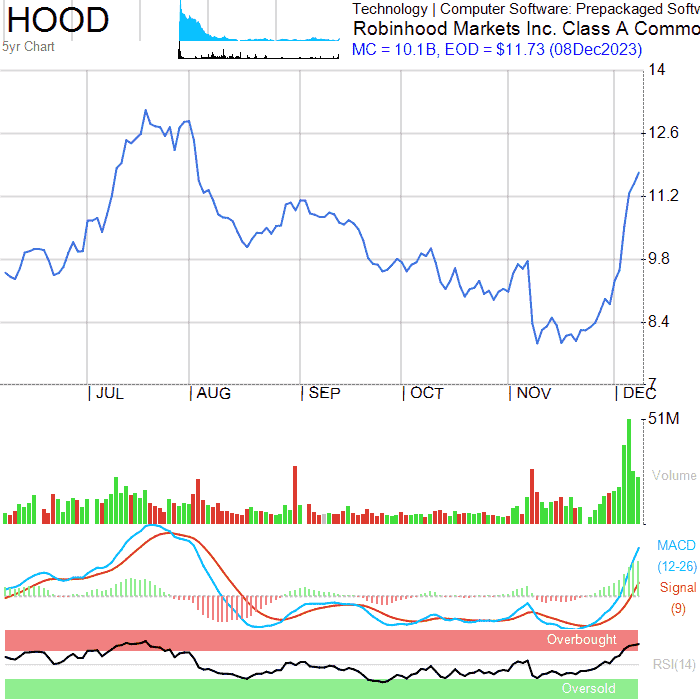 HOOD
5yr Chart
Technology | Computer Software: Prepackaged Softw
Robinhood Markets Inc. Class A Commo
MC = 10.1B, EOD = $11.73 (08Dec2023)
14
12.6
11.2
9.8
8.4
7
JUL AUG SEP OCT NOV DEC
51M
Volume
MACD
(12-26)
Signal
(9)
Overbought
RSI(14)
Oversold